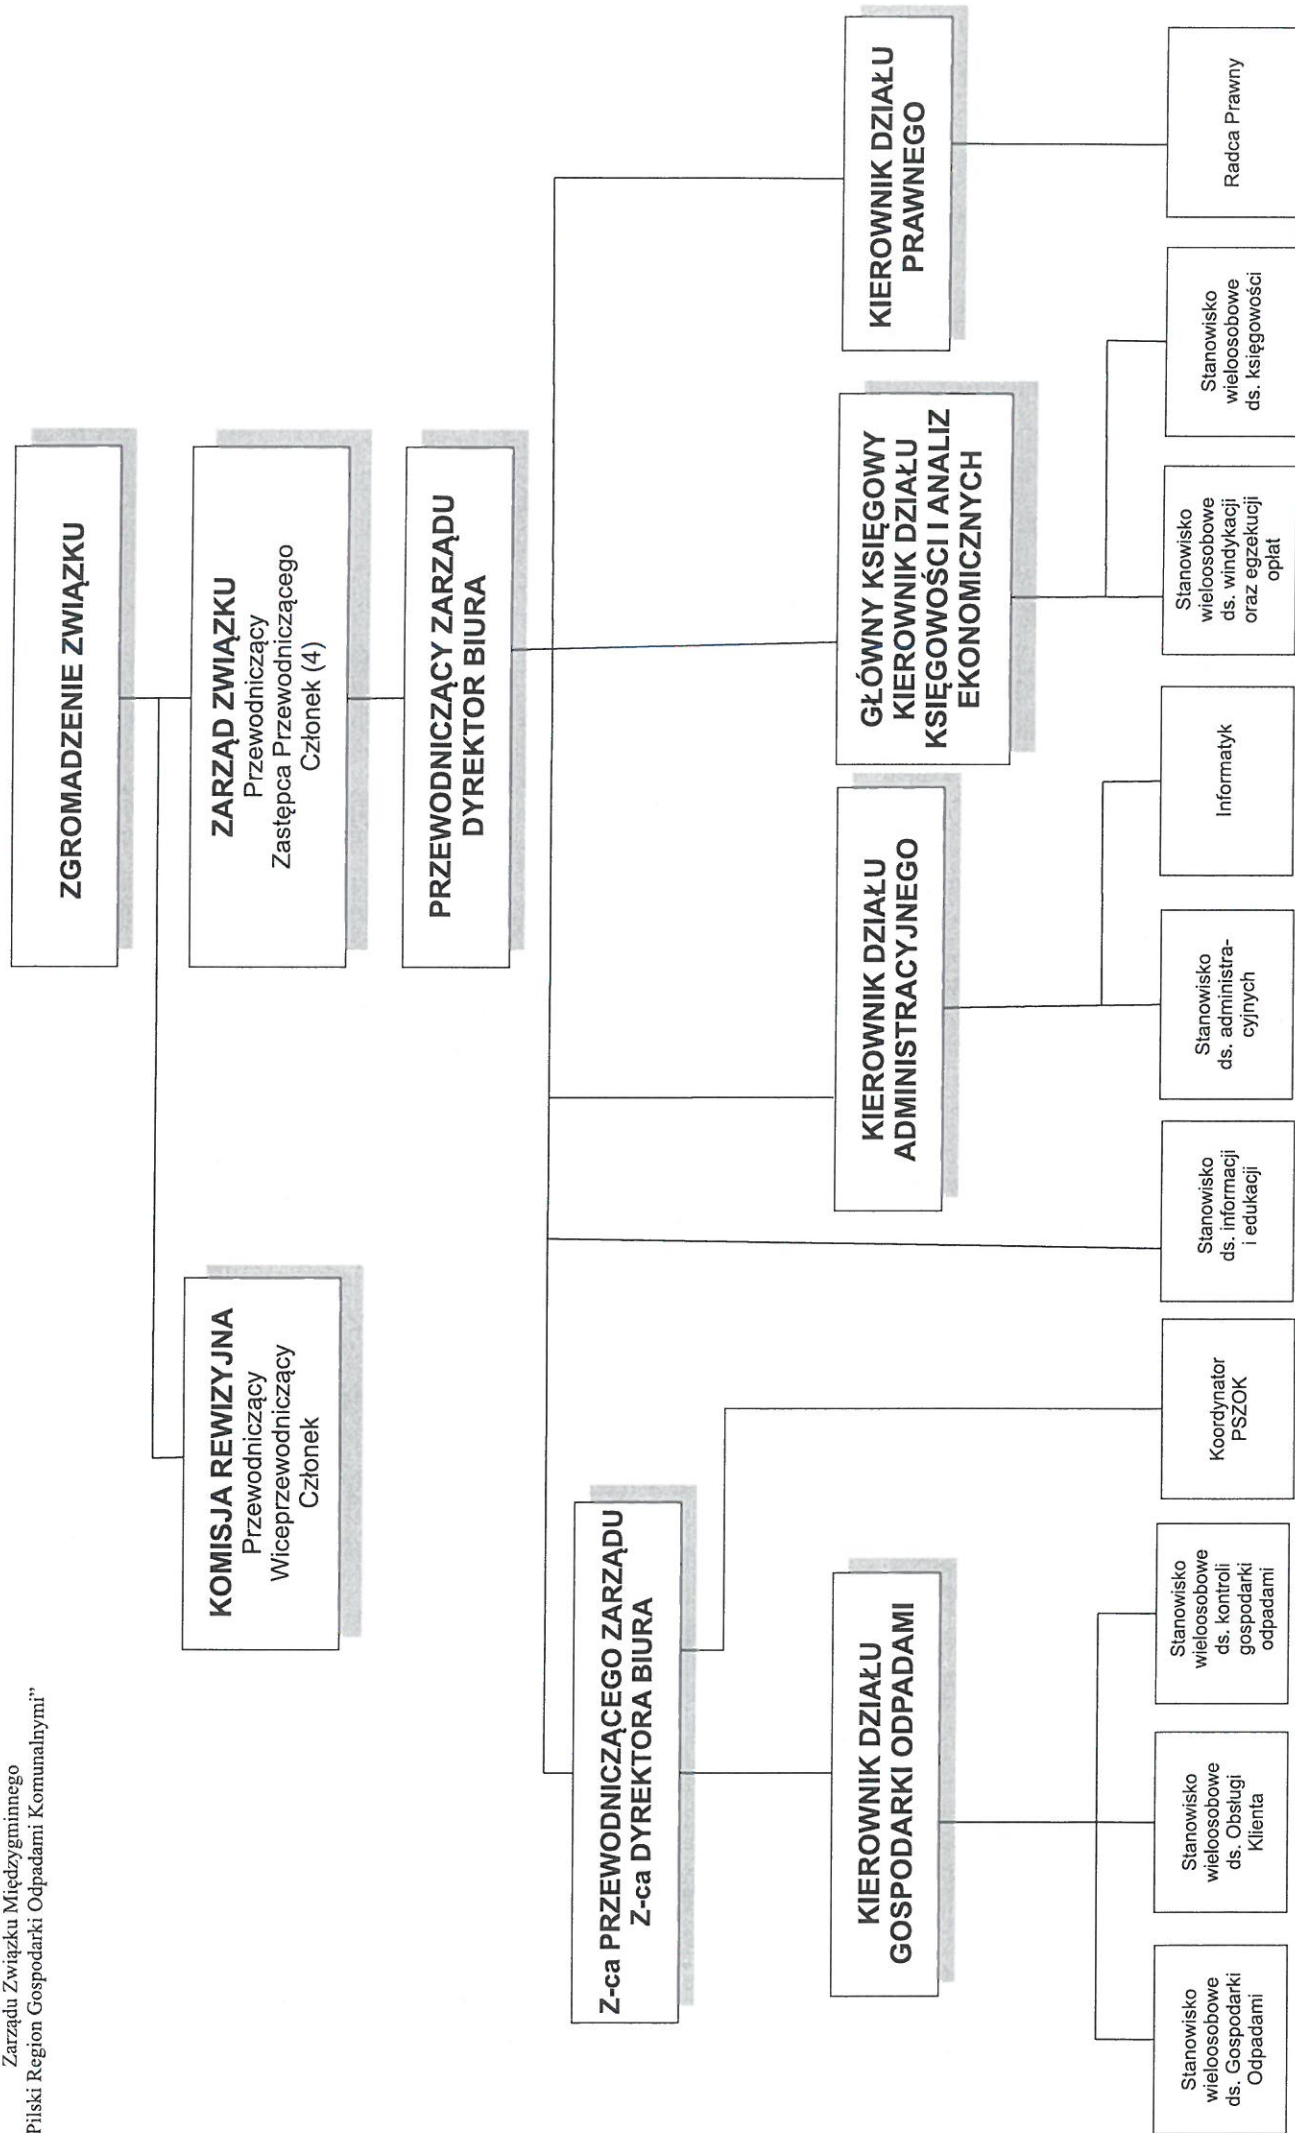 Zarządu Związku Międzygminnego
Pilski Region Gospodarki Odpadami Komunalnymi”
ZGROMADZENIE ZWIĄZKU
KOMISJA REWIZYJNA
Przewodniczący
Wiceprzewodniczący
Członek
ZARZĄD ZWIĄZKU
Przewodniczący
Zastępca Przewodniczącego
Członek (4)
PRZEWODNICZĄCY ZARZĄDU
DYREKTOR BIURA
Z-ca PRZEWODNICZĄCEGO ZARZĄDU
Z-ca DYREKTORA BIURA
KIEROWNIK DZIAŁU
GOSPODARKI ODPADAMI
KIEROWNIK DZIAŁU
ADMINISTRACYJNEGO
GŁÓWNY KSIĘGOWY
KIEROWNIK DZIAŁU
KSIĘGOWOŚCI I ANALIZ
EKONOMICZNYCH
KIEROWNIK DZIAŁU
PRAWNEGO
Stanowisko
wieloosobowe
ds. Gospodarki
Odpadami
Stanowisko
wieloosobowe
ds. Obsługi
Klienta
Stanowisko
wieloosobowe
ds. kontroli
gospodarki
odpadami
Koordynator
PSZOK
Stanowisko
ds. informacji
i edukacji
Stanowisko
ds. administra-
cyjnych
Informatyk
Stanowisko
wieloosobowe
ds. windykacji
oraz egzekucji
opłat
Stanowisko
wieloosobowe
ds. księgowości
Radca Prawny